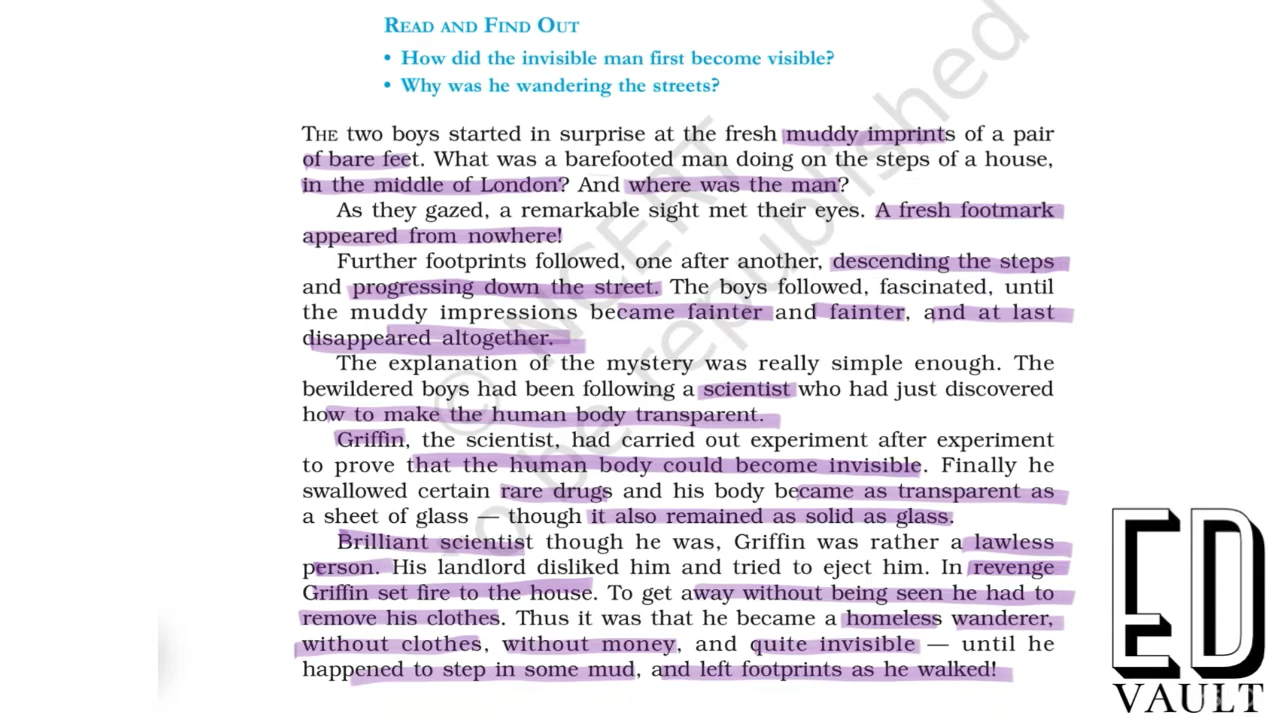 READ AND FIND OUT
• How did the invisible man first become visible?
• Why was he wandering the streets?
THE two boys started in surprise at the fresh muddy imprints of a pair
of bare feet. What was a barefooted man doing on the steps of a house,
in the middle of London? And where was the man?
As they gazed, a remarkable sight met their eyes. A fresh footmark
appeared from nowhere!
Further footprints followed, one after another, descending the steps
and progressing down the street. The boys followed, fascinated, until
the muddy impressions became fainter and fainter, and at last
disappeared altogether.
The explanation of the mystery was really simple enough. The
bewildered boys had been following a scientist who had just discovered
how to make the human body transparent.
Griffin, the scientist, had carried out experiment after experiment
to prove that the human body could become invisible. Finally he
swallowed certain rare drugs and his body became as transparent as
a sheet of glass — though it also remained as solid as glass.
Brilliant scientist though he was, Griffin was rather a lawless
person. His landlord disliked him and tried to eject him. In revenge
Griffin set fire to the house. To get away without being seen he had to
remove his clothes. Thus it was that he became a homeless wanderer,
without clothes, without money, and quite invisible — until he
happened to step in some mud, and left footprints as he walked!
© NCERT
o be republished
ED
VAULT